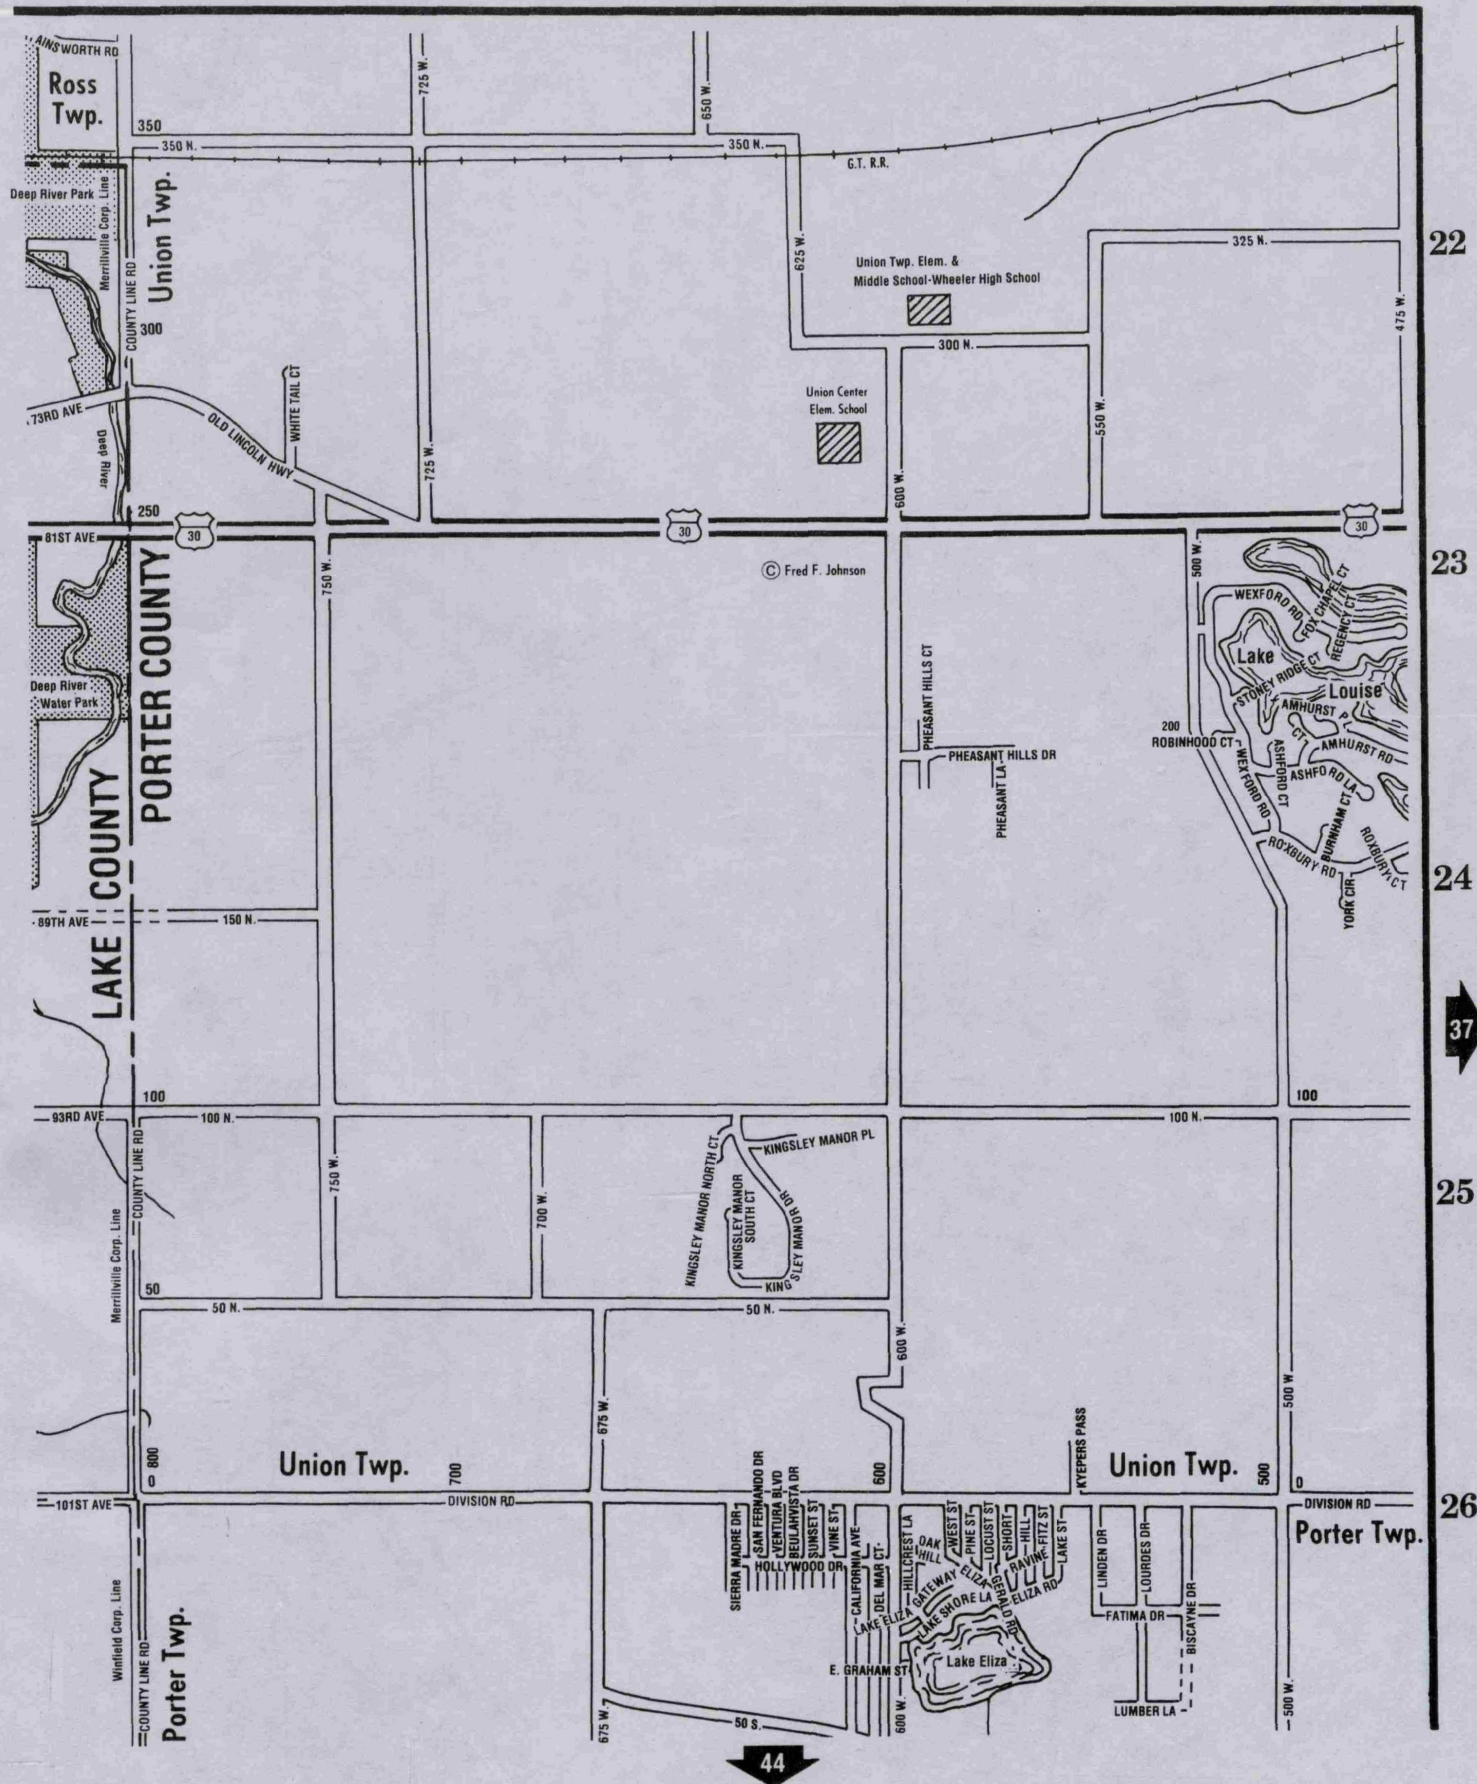 AINSWORTH RD
Ross
Twp.
725 W.
650 W.
350
350 N.
350 N.
G.T. R.R.
Deep River Park
Merrillville Corp. Line
COUNTY LINE RD
Union Twp.
625 W.
325 N.
22
Union Twp. Elem. &
Middle School-Wheeler High School
475 W.
300
300 N.
WHITE TAIL CT
Union Center
Elem. School
73RD AVE
OLD LINCOLN HWY
Deep River
725 W.
550 W.
600 W.
250
81ST AVE
30
30
30
© Fred F. Johnson
23
750 W.
500 W.
WEXFORD RD
FOX CHAPEL CT
REGENCY CT
Lake
Louise
STONEY RIDGE CT
AMHURST PL
Deep River
Water Park
PORTER COUNTY
LAKE COUNTY
PHEASANT HILLS CT
PHEASANT HILLS DR
PHEASANT LA
200
ROBINHOOD CT
CT
AMHURST RD
WEXFORD RD
ASHFORD CT
ASHFORD LA
BURNHAM CT
ROXBURY RD
ROXBURY CT
YORK CIR
24
89TH AVE
150 N.
37
100
100
93RD AVE
100 N.
100 N.
COUNTY LINE RD
750 W.
700 W.
KINGSLEY MANOR NORTH CT
KINGSLEY MANOR PL
KINGSLEY MANOR
SOUTH CT
KINGSLEY MANOR DR
25
Merrillville Corp. Line
50
50 N.
50 N.
600 W.
675 W.
500 W.
KYEPERS PASS
800
0
Union Twp.
700
600
Union Twp.
500
0
101ST AVE
DIVISION RD
DIVISION RD
26
Porter Twp.
SIERRA MADRE DR
SAN FERNANDO DR
VENTURA BLVD
BEULAHVISTA DR
SUNSET ST
VINE ST
HOLLYWOOD DR
CALIFORNIA AVE
DEL MAR CT
HILLCREST LA
OAK
HILL
WEST ST
PINE ST
LOCUST ST
SHORT
HILL
FITZ ST
RAVINE
LAKE ST
ELIZA
LAKE ELIZA GATEWAY
LAKE SHORE LA
GERALD RD
ELIZA RD
Lake Eliza
E. GRAHAM ST
LINDEN DR
LOURDES DR
BISCAYNE DR
FATIMA DR
LUMBER LA
Winfield Corp. Line
COUNTY LINE RD
Porter Twp.
675 W.
50 S.
600 W.
500 W.
44